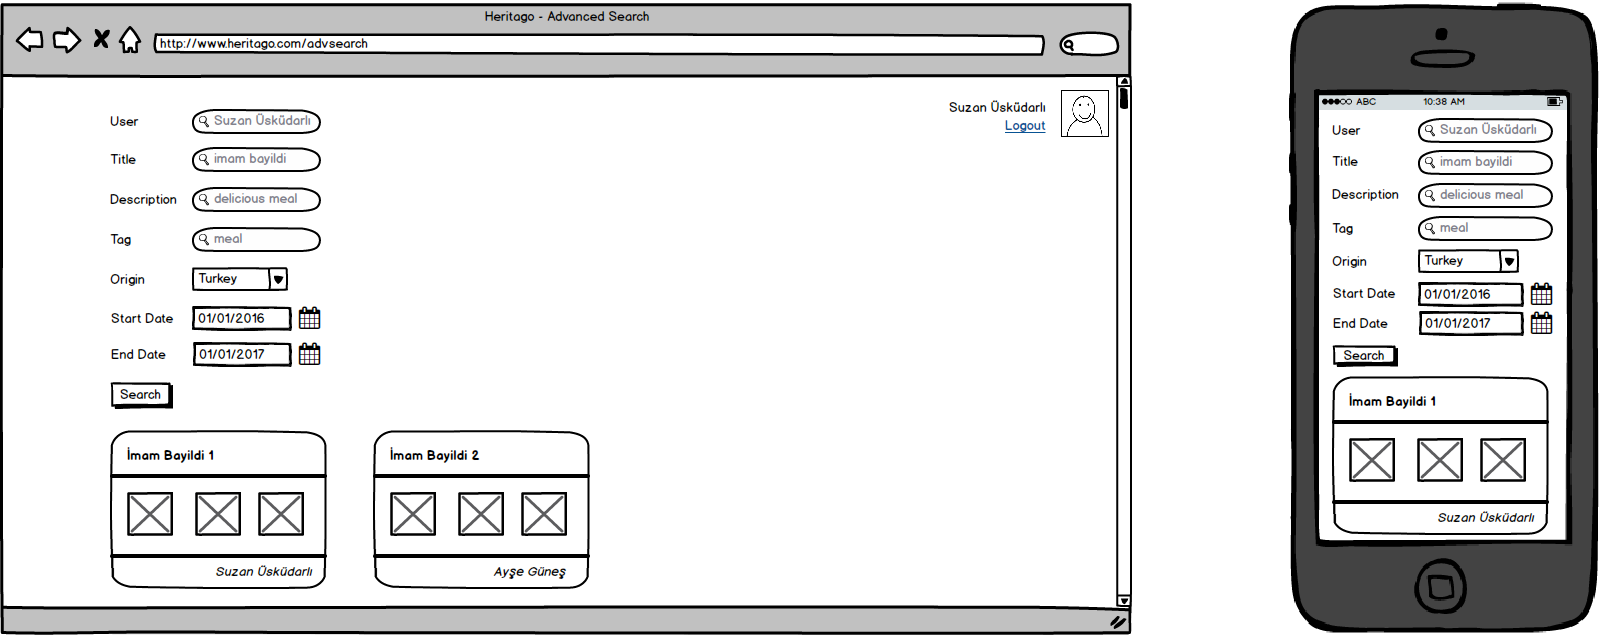 Heritago - Advanced Search
http://www.heritago.com/advsearch
Suzan Üsküdarlı
Logout
User Suzan Üsküdarlı
Title imam bayildi
Description delicious meal
Tag meal
Origin Turkey
Start Date 01/01/2016
End Date 01/01/2017
Search
İmam Bayildi 1
Suzan Üsküdarlı
İmam Bayildi 2
Ayşe Güneş
ABC 10:38 AM
User Suzan Üsküdarlı
Title imam bayildi
Description delicious meal
Tag meal
Origin Turkey
Start Date 01/01/2016
End Date 01/01/2017
Search
İmam Bayildi 1
Suzan Üsküdarlı